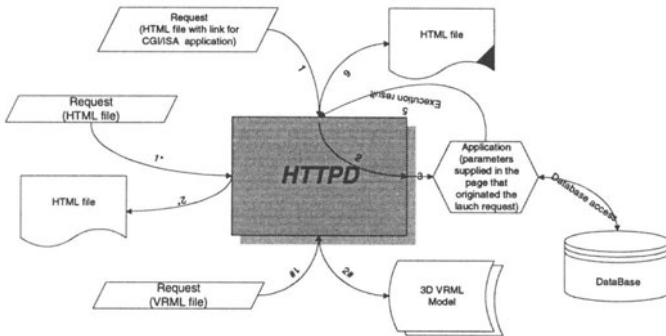 Request
(HTML file with link for
CGI/ISA application)
1
6
HTML file
Execution result
5
Request
(HTML file)
1*
HTTPD
2
3
Application
(parameters
supplied in the
page that
originated the
lauch request)
Database access
HTML file
2*
DataBase
Request
(VRML file)
1#
2#
3D VRML
Model